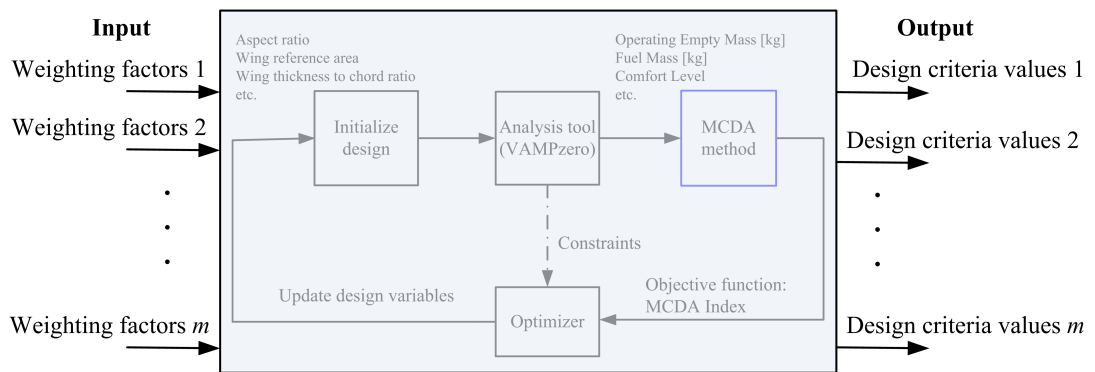 Input
Output
Weighting factors 1
Weighting factors 2
.
.
.
Weighting factors m
Aspect ratio
Wing reference area
Wing thickness to chord ratio
etc.
Operating Empty Mass [kg]
Fuel Mass [kg]
Comfort Level
etc.
Initialize
design
Analysis tool
(VAMPzero)
MCDA
method
Constraints
Update design variables
Optimizer
Objective function:
MCDA Index
Design criteria values 1
Design criteria values 2
.
.
.
Design criteria values m